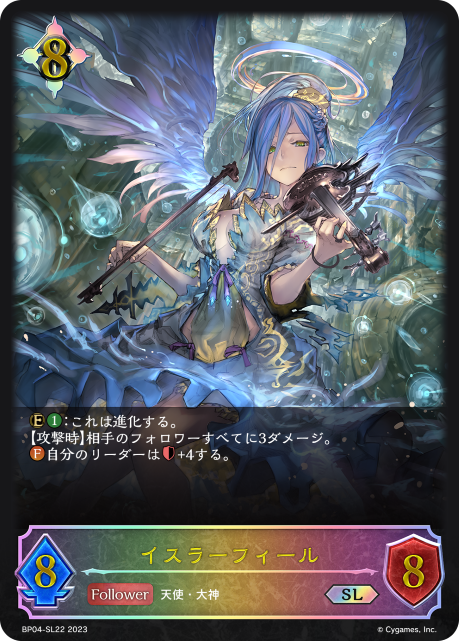 8
E 1：これは進化する。
【攻撃時】相手のフォロワーすべてに3ダメージ。
F 自分のリーダーは+4する。
イスラーフィール
8 Follower 天使・大神 SL 8
BP04-SL22 2023 © Cygames, Inc.